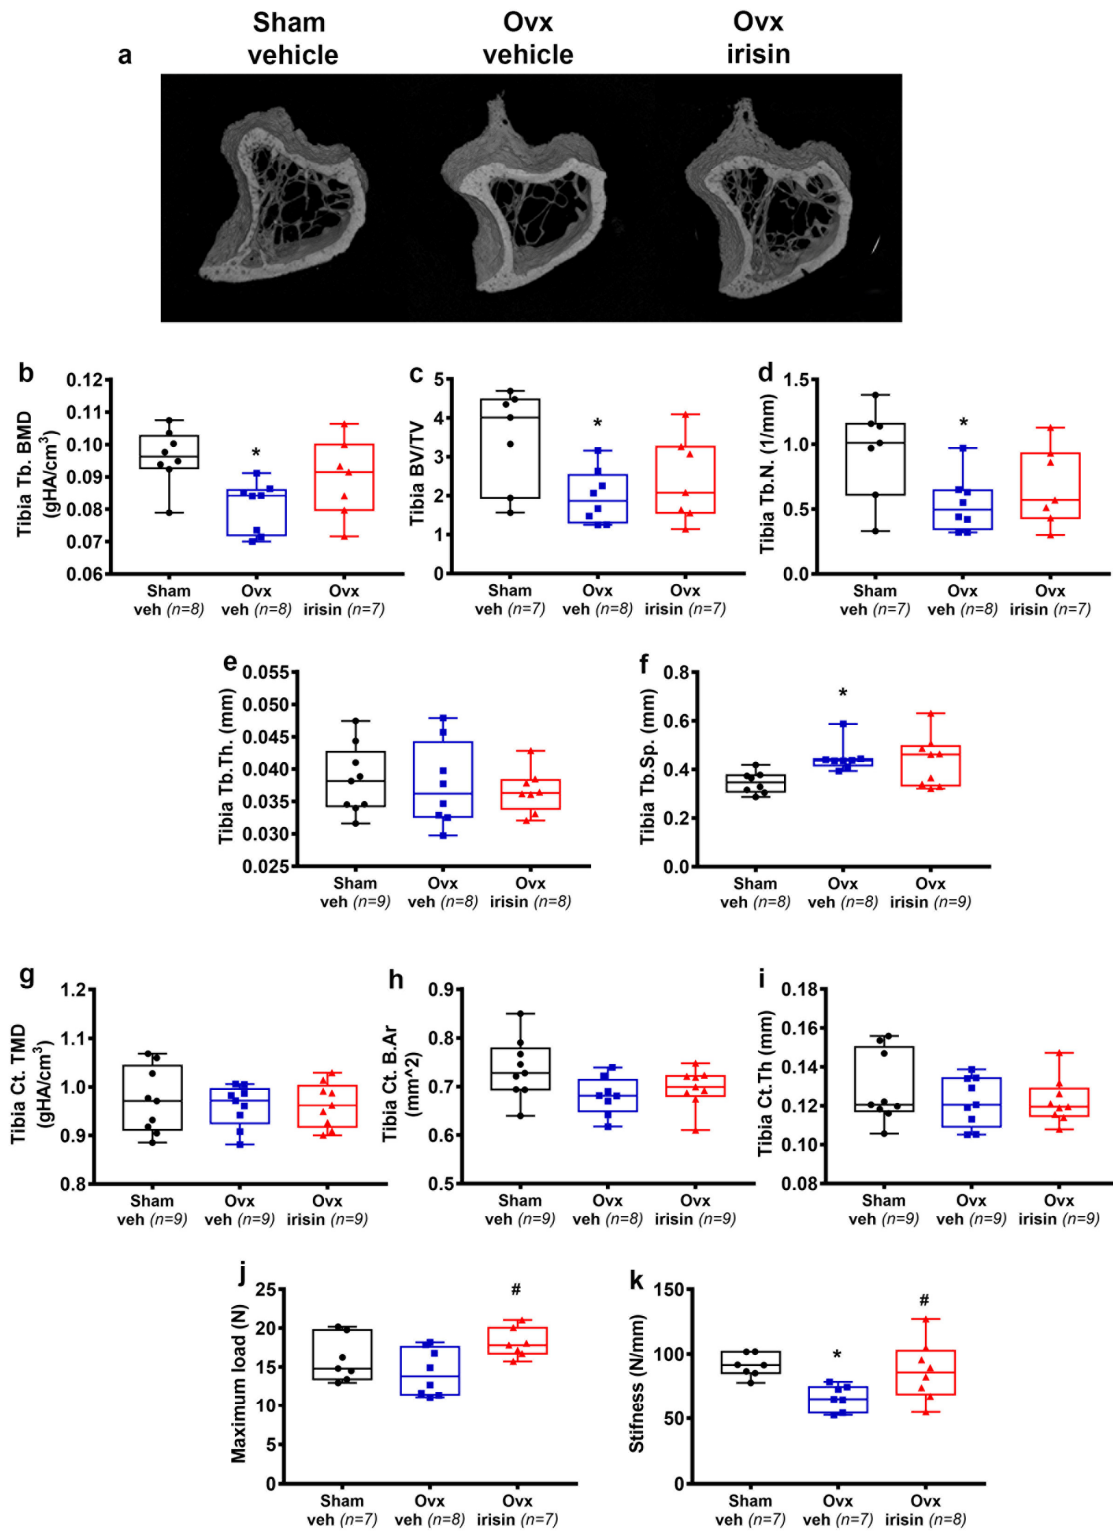 Sham vehicle
Ovx vehicle
Ovx irisin
a
b
Tibia Tb. BMD (gHA/cm³)
0.12
0.11
0.10
0.09
0.08
0.07
0.06
*
Sham veh (n=8)
Ovx veh (n=8)
Ovx irisin (n=7)
c
Tibia BV/TV
5
4
3
2
1
0
*
Sham veh (n=7)
Ovx veh (n=8)
Ovx irisin (n=7)
d
Tibia Tb.N. (1/mm)
1.5
1.0
0.5
0.0
*
Sham veh (n=7)
Ovx veh (n=8)
Ovx irisin (n=7)
e
Tibia Tb.Th. (mm)
0.055
0.050
0.045
0.040
0.035
0.030
0.025
Sham veh (n=9)
Ovx veh (n=8)
Ovx irisin (n=8)
f
Tibia Tb.Sp. (mm)
0.8
0.6
0.4
0.2
0.0
*
Sham veh (n=8)
Ovx veh (n=8)
Ovx irisin (n=9)
g
Tibia Ct. TMD (gHA/cm³)
1.2
1.1
1.0
0.9
0.8
Sham veh (n=9)
Ovx veh (n=9)
Ovx irisin (n=9)
h
Tibia Ct. B.Ar (mm^2)
0.9
0.8
0.7
0.6
0.5
Sham veh (n=9)
Ovx veh (n=8)
Ovx irisin (n=9)
i
Tibia Ct.Th (mm)
0.18
0.16
0.14
0.12
0.10
0.08
Sham veh (n=9)
Ovx veh (n=9)
Ovx irisin (n=9)
j
Maximum load (N)
25
20
15
10
5
0
#
Sham veh (n=7)
Ovx veh (n=8)
Ovx irisin (n=7)
k
Stifness (N/mm)
150
100
50
0
*
#
Sham veh (n=7)
Ovx veh (n=7)
Ovx irisin (n=8)